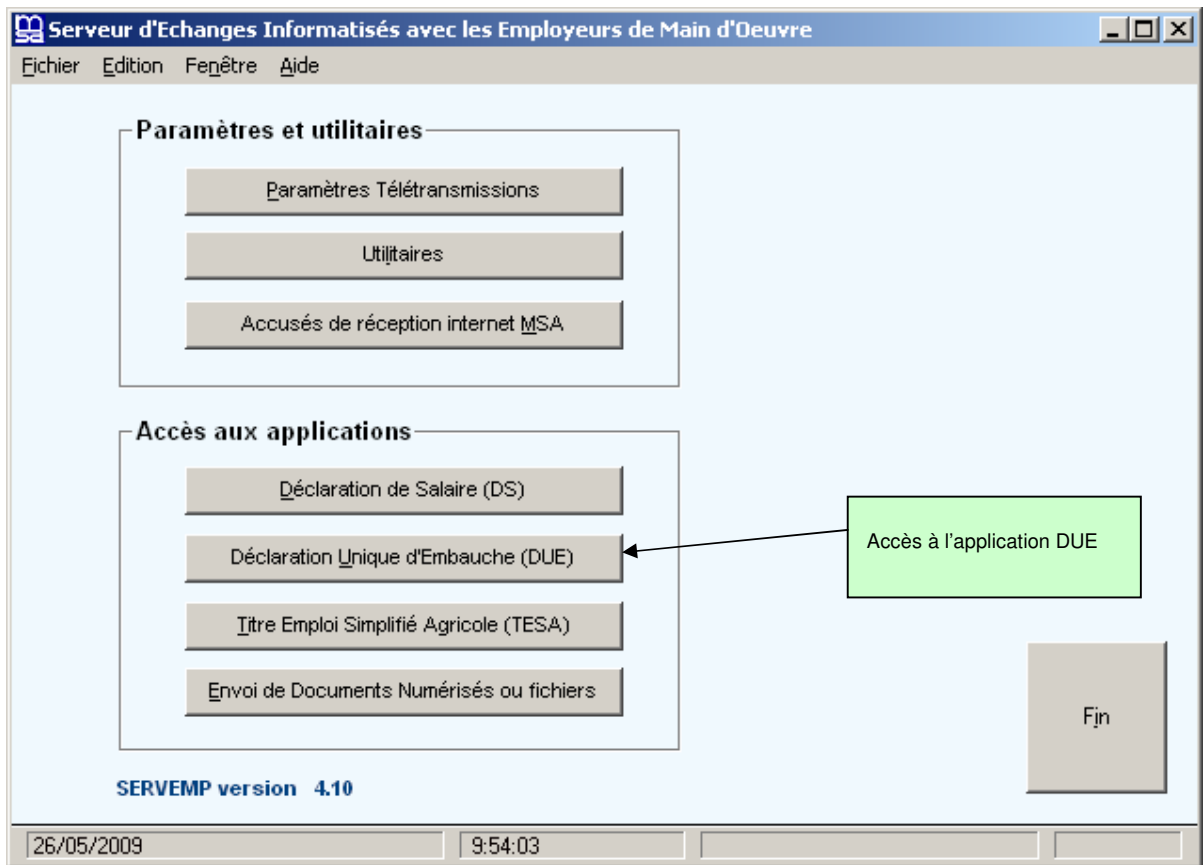 Serveur d'Echanges Informatisés avec les Employeurs de Main d'Oeuvre
Fichier Edition Fenêtre Aide
Paramètres et utilitaires
Paramètres Télétransmissions
Utilitaires
Accusés de réception internet MSA
Accès aux applications
Déclaration de Salaire (DS)
Déclaration Unique d'Embauche (DUE)
Accès à l'application DUE
Titre Emploi Simplifié Agricole (TESA)
Envoi de Documents Numérisés ou fichiers
Fin
SERVEMP version 4.10
26/05/2009 9:54:03